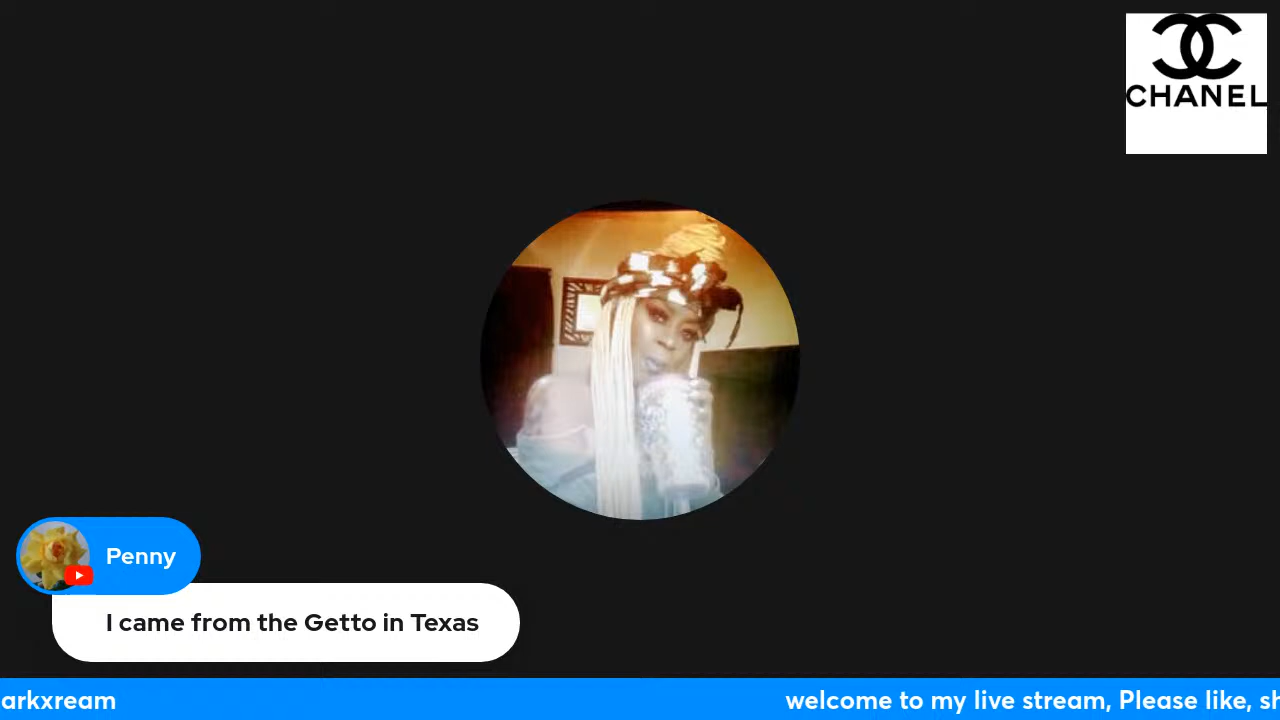 CHANEL
Penny
I came from the Getto in Texas
arkxream
welcome to my live stream, Please like, sh